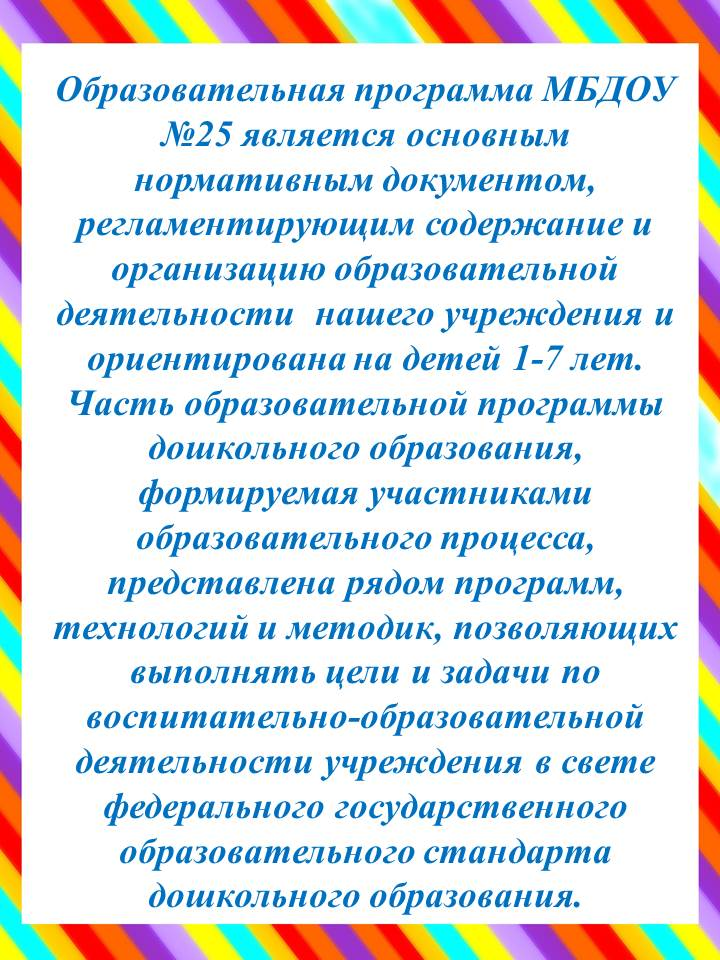 Образовательная программа МБДОУ
№25 является основным
нормативным документом,
регламентирующим содержание и
организацию образовательной
деятельности  нашего учреждения и
ориентирована на детей 1-7 лет.
Часть образовательной программы
дошкольного образования,
формируемая участниками
образовательного процесса,
представлена рядом программ,
технологий и методик, позволяющих
выполнять цели и задачи по
воспитательно-образовательной
деятельности учреждения в свете
федерального государственного
образовательного стандарта
дошкольного образования.